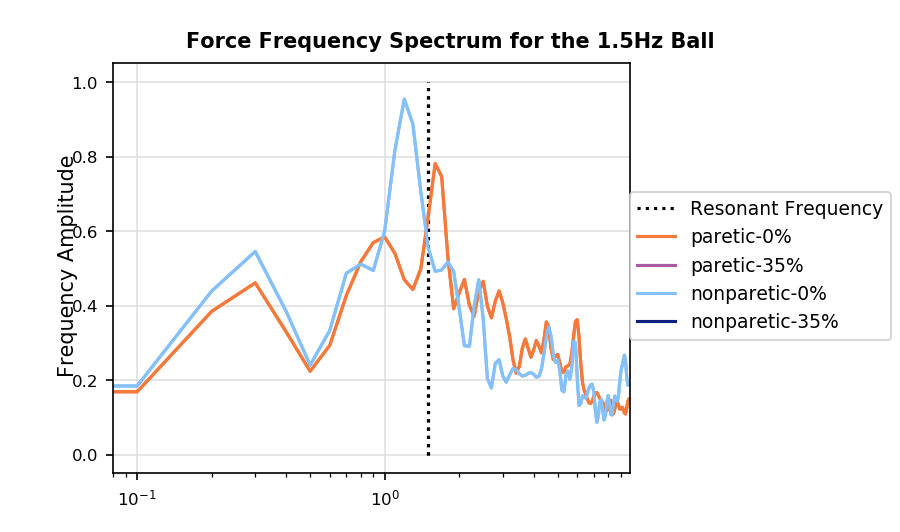 Force Frequency Spectrum for the 1.5Hz Ball
Frequency Amplitude
1.0
0.8
0.6
0.4
0.2
0.0
10⁻¹
10⁰
Resonant Frequency
paretic-0%
paretic-35%
nonparetic-0%
nonparetic-35%